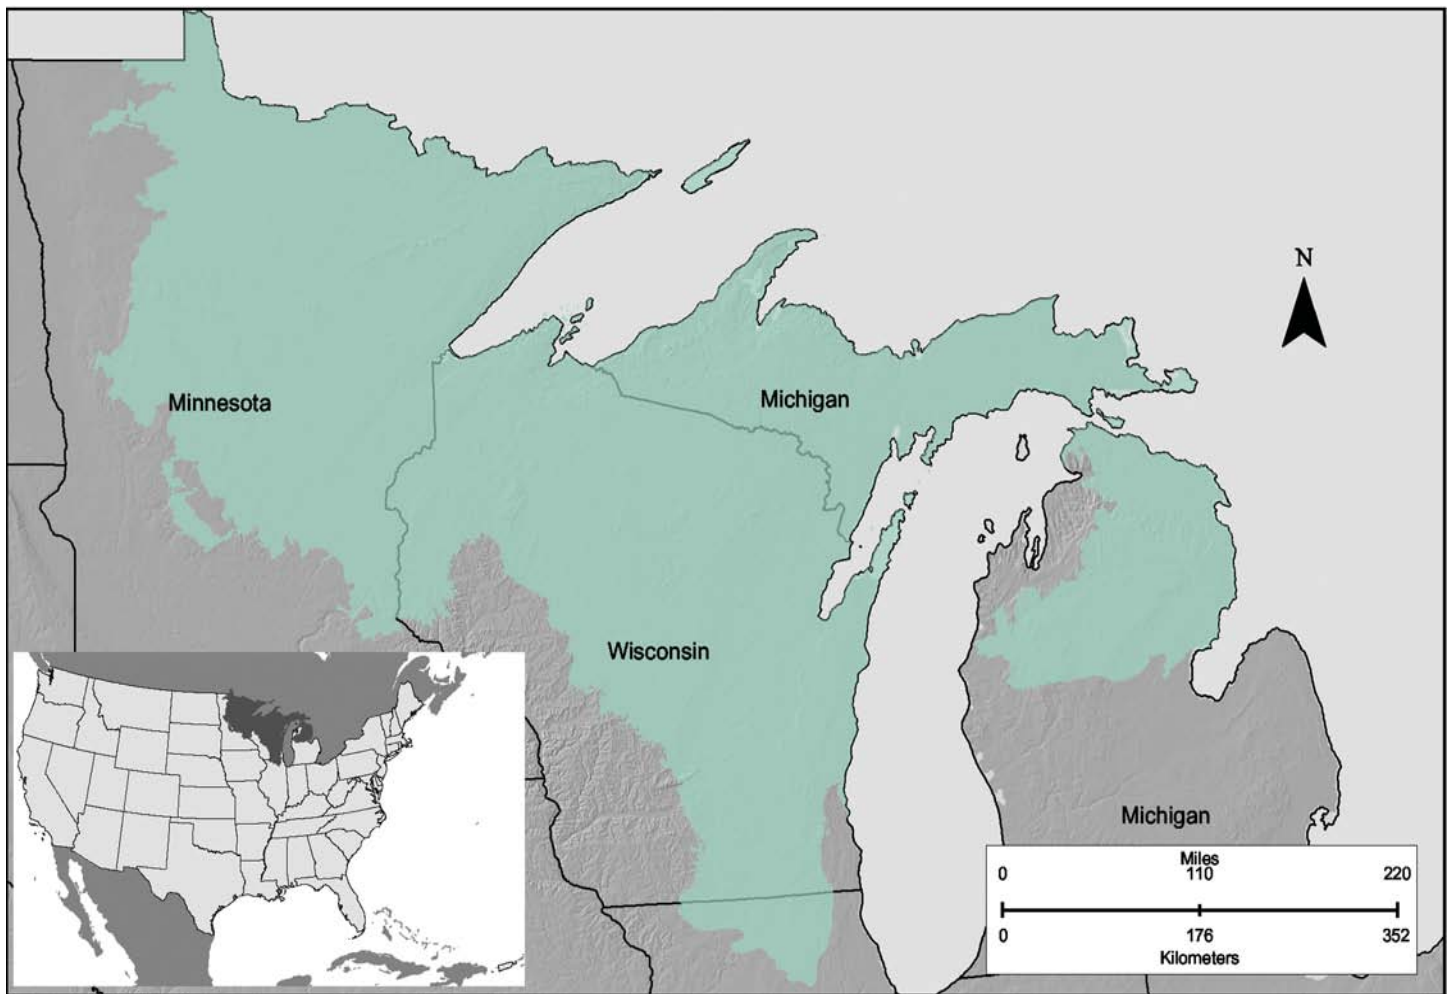 N
Minnesota
Michigan
Wisconsin
Michigan
Miles
0 110 220
0 176 352
Kilometers